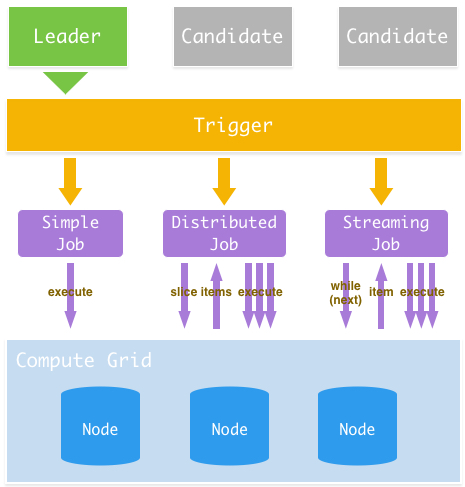 Leader
Candidate
Candidate
Trigger
Simple
Job
Distributed
Job
Streaming
Job
execute
slice items execute
while
(next)
item execute
Compute Grid
Node
Node
Node